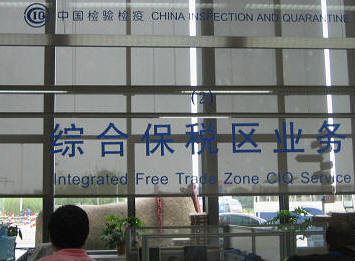 CIQ 中国检验检疫 CHINA INSPECTION AND QUARANTINE
(2)
综合保税区业务
Integrated Free Trade Zone CIQ Service